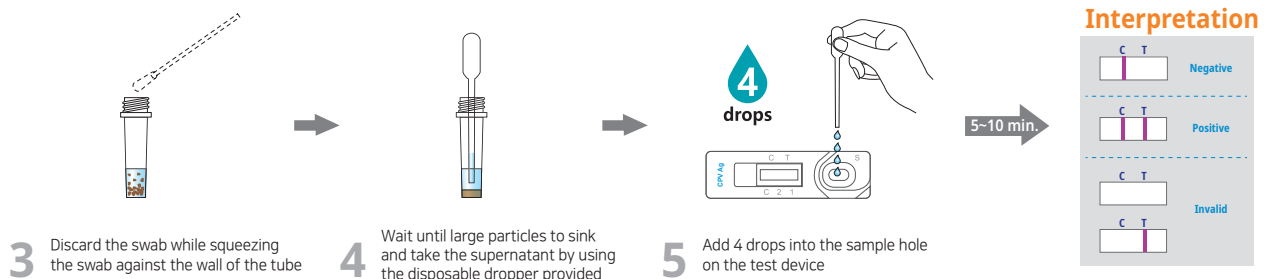 Interpretation
C T
Negative
C T
Positive
C T
Invalid
C T
4
drops
5~10 min.
CPV Ag
C T
S
C 2 1
3
Discard the swab while squeezing
the swab against the wall of the tube
4
Wait until large particles to sink
and take the supernatant by using
the disposable dropper provided
5
Add 4 drops into the sample hole
on the test device